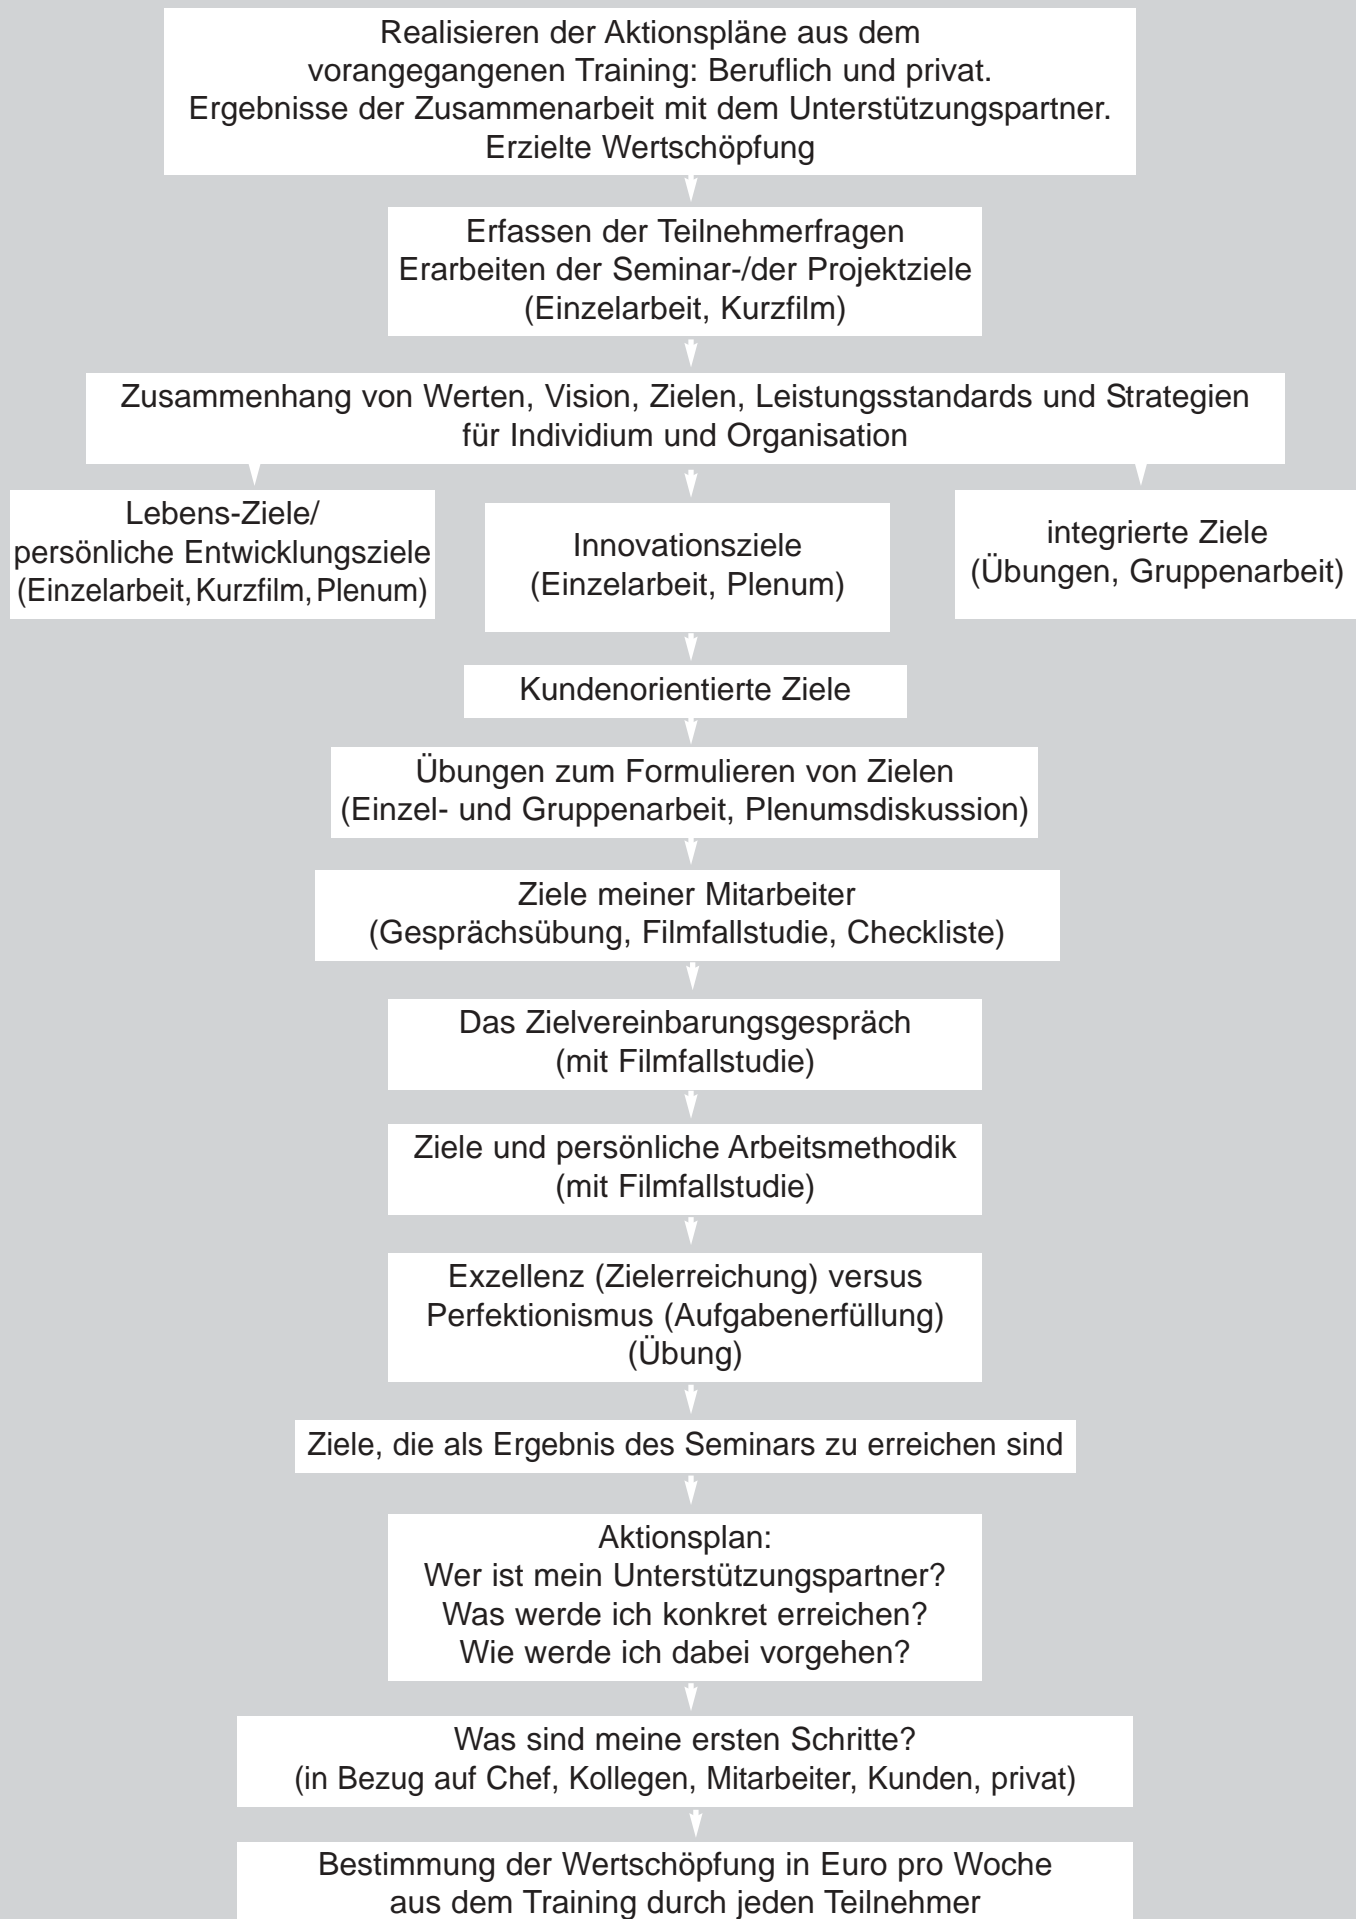 Realisieren der Aktionspläne aus dem
vorangegangenen Training: Beruflich und privat.
Ergebnisse der Zusammenarbeit mit dem Unterstützungspartner.
Erzielte Wertschöpfung
Erfassen der Teilnehmerfragen
Erarbeiten der Seminar-/der Projektziele
(Einzelarbeit, Kurzfilm)
Zusammenhang von Werten, Vision, Zielen, Leistungsstandards und Strategien
für Individium und Organisation
Lebens-Ziele/
persönliche Entwicklungsziele
(Einzelarbeit, Kurzfilm, Plenum)
Innovationsziele
(Einzelarbeit, Plenum)
integrierte Ziele
(Übungen, Gruppenarbeit)
Kundenorientierte Ziele
Übungen zum Formulieren von Zielen
(Einzel- und Gruppenarbeit, Plenumsdiskussion)
Ziele meiner Mitarbeiter
(Gesprächsübung, Filmfallstudie, Checkliste)
Das Zielvereinbarungsgespräch
(mit Filmfallstudie)
Ziele und persönliche Arbeitsmethodik
(mit Filmfallstudie)
Exzellenz (Zielerreichung) versus
Perfektionismus (Aufgabenerfüllung)
(Übung)
Ziele, die als Ergebnis des Seminars zu erreichen sind
Aktionsplan:
Wer ist mein Unterstützungspartner?
Was werde ich konkret erreichen?
Wie werde ich dabei vorgehen?
Was sind meine ersten Schritte?
(in Bezug auf Chef, Kollegen, Mitarbeiter, Kunden, privat)
Bestimmung der Wertschöpfung in Euro pro Woche
aus dem Training durch jeden Teilnehmer